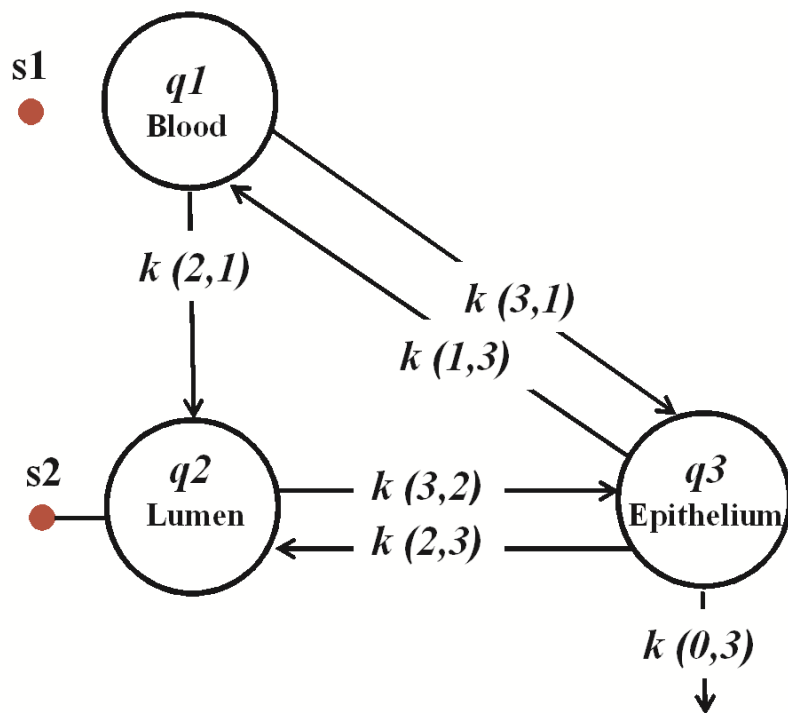 s1
q1
Blood
k (2,1)
k (3,1)
k (1,3)
s2
q2
Lumen
k (3,2)
k (2,3)
q3
Epithelium
k (0,3)